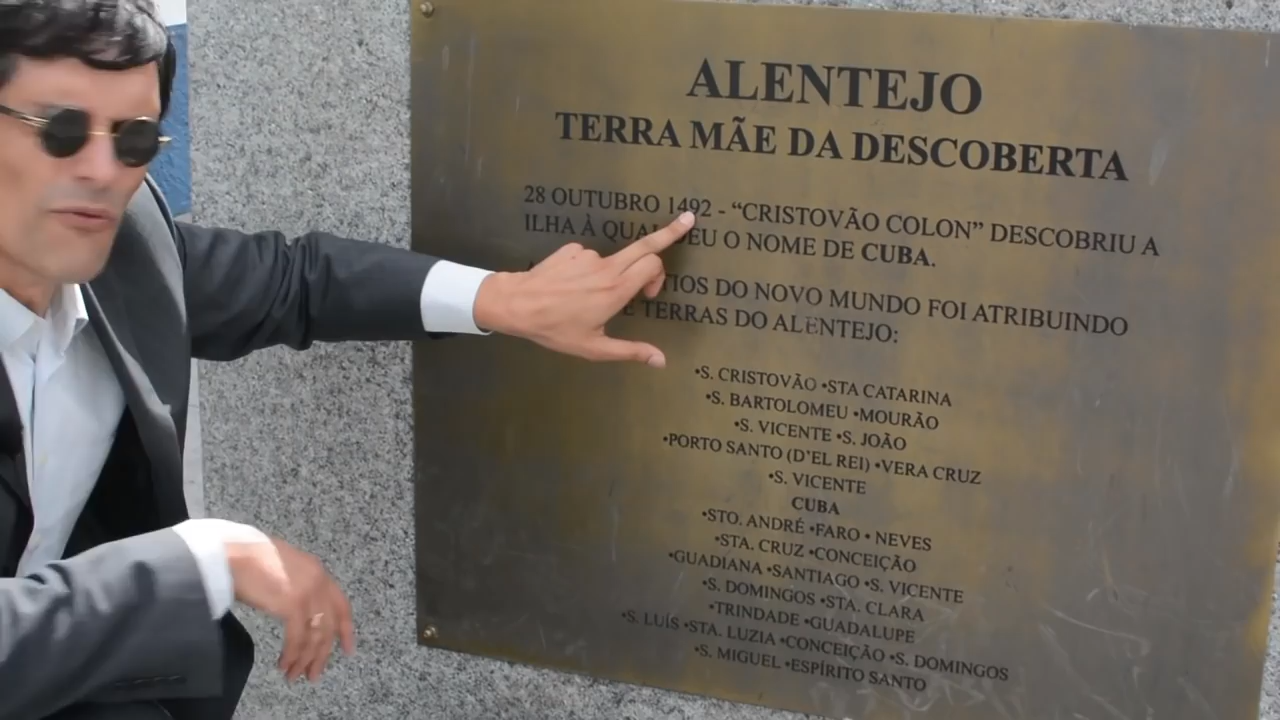 ALENTEJO
TERRA MÃE DA DESCOBERTA
28 OUTUBRO 1492 - “CRISTOVÃO COLON” DESCOBRIU A
ILHA À QUAL DEU O NOME DE CUBA.
DO NOVO MUNDO FOI ATRIBUINDO
TERRAS DO ALENTEJO:
•S. CRISTOVÃO •STA CATARINA
•S. BARTOLOMEU •MOURÃO
•S. VICENTE •S. JOÃO
•PORTO SANTO (D’EL REI) •VERA CRUZ
•S. VICENTE
CUBA
•STO. ANDRÉ •FARO • NEVES
•STA. CRUZ •CONCEIÇÃO
•GUADIANA •SANTIAGO •S. VICENTE
•S. DOMINGOS •STA. CLARA
•TRINDADE •GUADALUPE
•S. LUÍS •STA. LUZIA •CONCEIÇÃO •S. DOMINGOS
•S. MIGUEL •ESPÍRITO SANTO